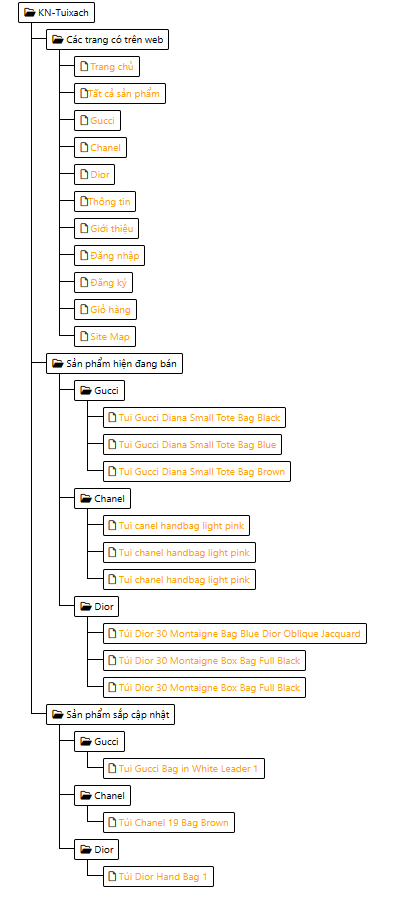 KN-Tuixach
Các trang có trên web
Trang chủ
Tất cả sản phẩm
Gucci
Chanel
Dior
Thông tin
Giới thiệu
Đăng nhập
Đăng ký
Giỏ hàng
Site Map
Sản phẩm hiện đang bán
Gucci
Tui Gucci Diana Small Tote Bag Black
Tui Gucci Diana Small Tote Bag Blue
Tui Gucci Diana Small Tote Bag Brown
Chanel
Tui canel handbag light pink
Tui chanel handbag light pink
Tui chanel handbag light pink
Dior
Túi Dior 30 Montaigne Bag Blue Dior Oblique Jacquard
Túi Dior 30 Montaigne Box Bag Full Black
Túi Dior 30 Montaigne Box Bag Full Black
Sản phẩm sắp cập nhật
Gucci
Tui Gucci Bag in White Leader 1
Chanel
Túi Chanel 19 Bag Brown
Dior
Túi Dior Hand Bag 1